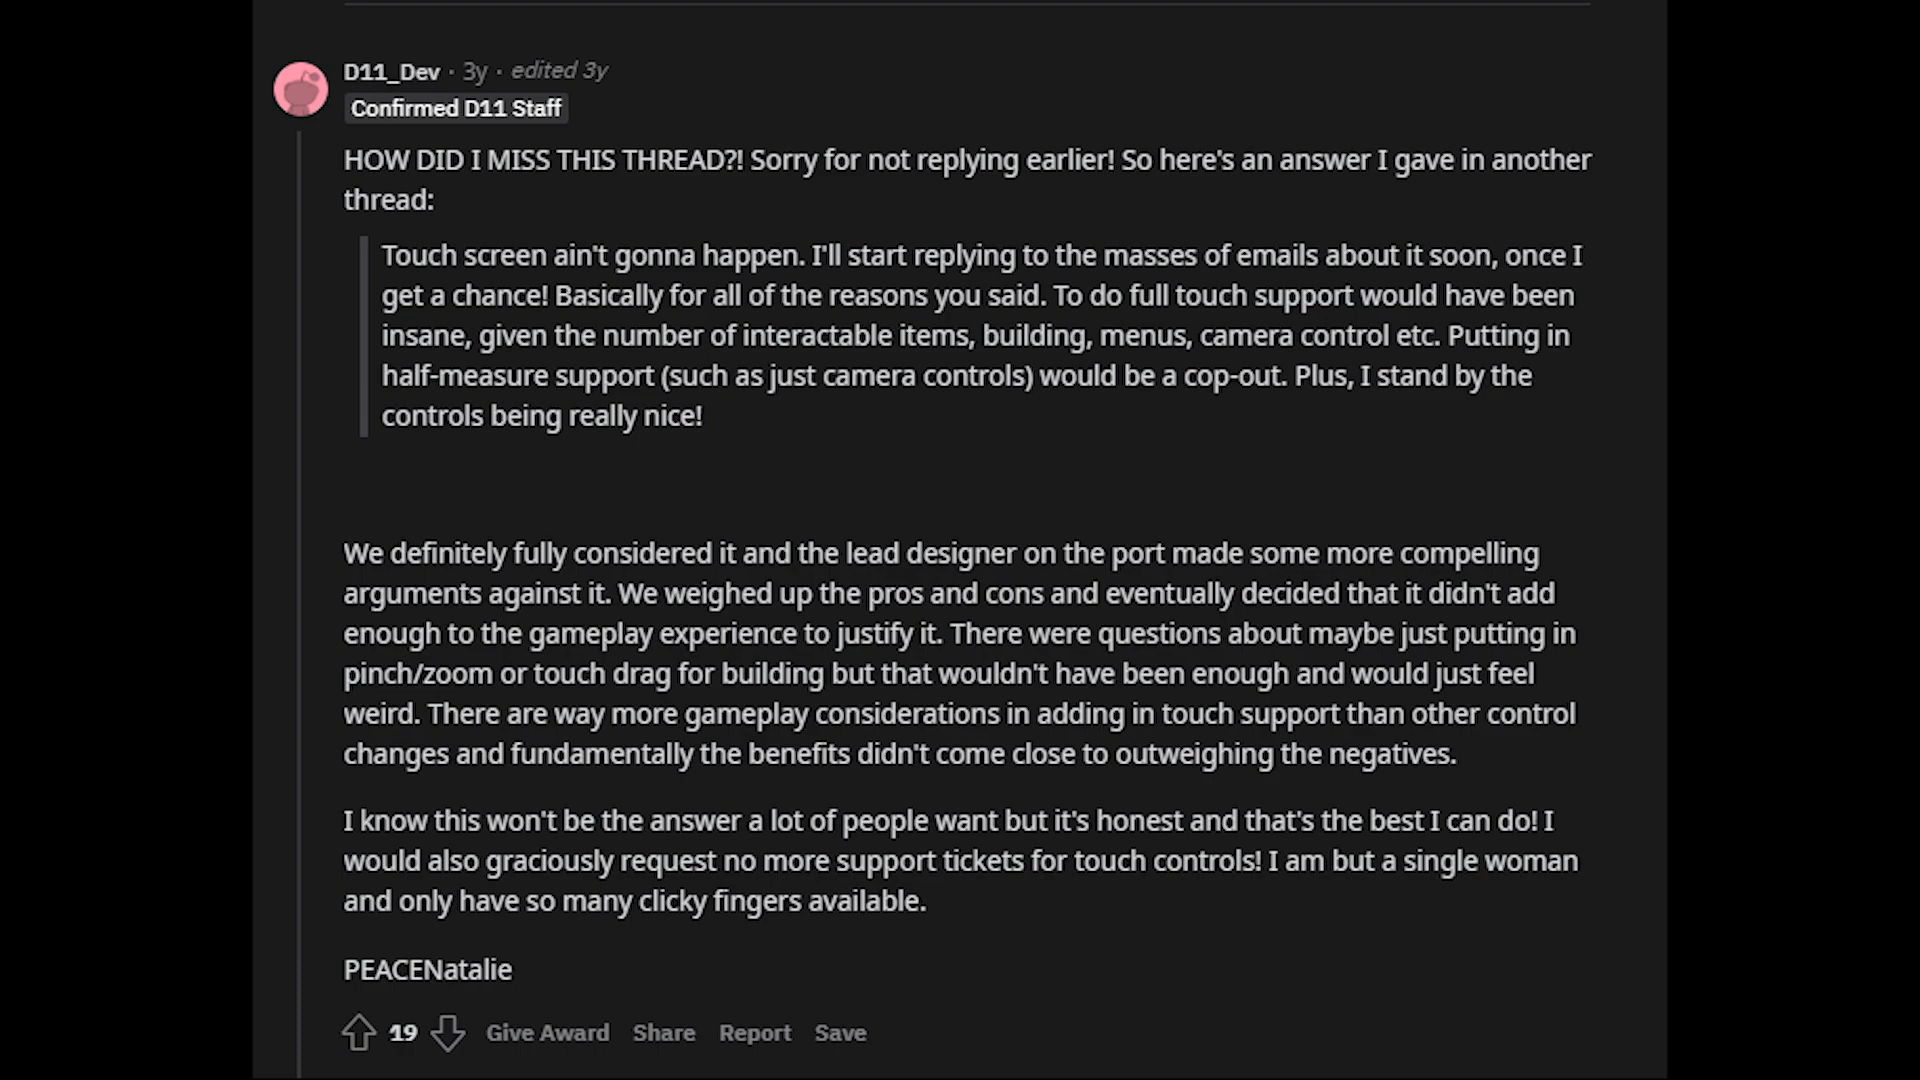 D11_Dev · 3y · edited 3y
Confirmed D11 Staff
HOW DID I MISS THIS THREAD?! Sorry for not replying earlier! So here's an answer I gave in another
thread:
Touch screen ain't gonna happen. I'll start replying to the masses of emails about it soon, once I
get a chance! Basically for all of the reasons you said. To do full touch support would have been
insane, given the number of interactable items, building, menus, camera control etc. Putting in
half-measure support (such as just camera controls) would be a cop-out. Plus, I stand by the
controls being really nice!
We definitely fully considered it and the lead designer on the port made some more compelling
arguments against it. We weighed up the pros and cons and eventually decided that it didn't add
enough to the gameplay experience to justify it. There were questions about maybe just putting in
pinch/zoom or touch drag for building but that wouldn't have been enough and would just feel
weird. There are way more gameplay considerations in adding in touch support than other control
changes and fundamentally the benefits didn't come close to outweighing the negatives.
I know this won't be the answer a lot of people want but it's honest and that's the best I can do! I
would also graciously request no more support tickets for touch controls! I am but a single woman
and only have so many clicky fingers available.
PEACENatalie
19 Give Award Share Report Save